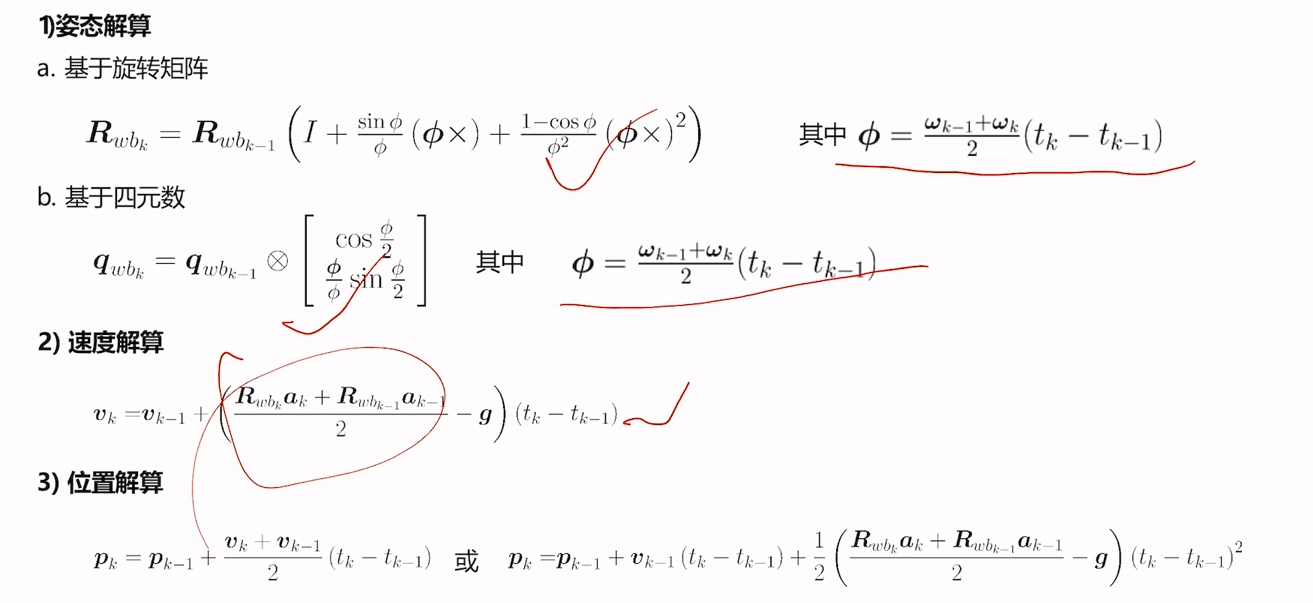 1)姿态解算
a. 基于旋转矩阵
$\boldsymbol{R}_{wb_k} = \boldsymbol{R}_{wb_{k-1}} \left( I + \frac{\sin\phi}{\phi} (\boldsymbol{\phi}\times) + \frac{1-\cos\phi}{\phi^2} (\boldsymbol{\phi}\times)^2 \right)$ 其中 $\boldsymbol{\phi} = \frac{\boldsymbol{\omega}_{k-1}+\boldsymbol{\omega}_k}{2}(t_k - t_{k-1})$
b. 基于四元数
$\boldsymbol{q}_{wb_k} = \boldsymbol{q}_{wb_{k-1}} \otimes \begin{bmatrix} \cos\frac{\phi}{2} \\ \frac{\boldsymbol{\phi}}{\phi} \sin\frac{\phi}{2} \end{bmatrix}$ 其中 $\boldsymbol{\phi} = \frac{\boldsymbol{\omega}_{k-1}+\boldsymbol{\omega}_k}{2}(t_k - t_{k-1})$
2) 速度解算
$\boldsymbol{v}_k = \boldsymbol{v}_{k-1} + \left( \frac{\boldsymbol{R}_{wb_k}\boldsymbol{a}_k + \boldsymbol{R}_{wb_{k-1}}\boldsymbol{a}_{k-1}}{2} - \boldsymbol{g} \right)(t_k - t_{k-1})$
3) 位置解算
$\boldsymbol{p}_k = \boldsymbol{p}_{k-1} + \frac{\boldsymbol{v}_k + \boldsymbol{v}_{k-1}}{2}(t_k - t_{k-1})$ 或 $\boldsymbol{p}_k = \boldsymbol{p}_{k-1} + \boldsymbol{v}_{k-1}(t_k - t_{k-1}) + \frac{1}{2}\left( \frac{\boldsymbol{R}_{wb_k}\boldsymbol{a}_k + \boldsymbol{R}_{wb_{k-1}}\boldsymbol{a}_{k-1}}{2} - \boldsymbol{g} \right)(t_k - t_{k-1})^2$